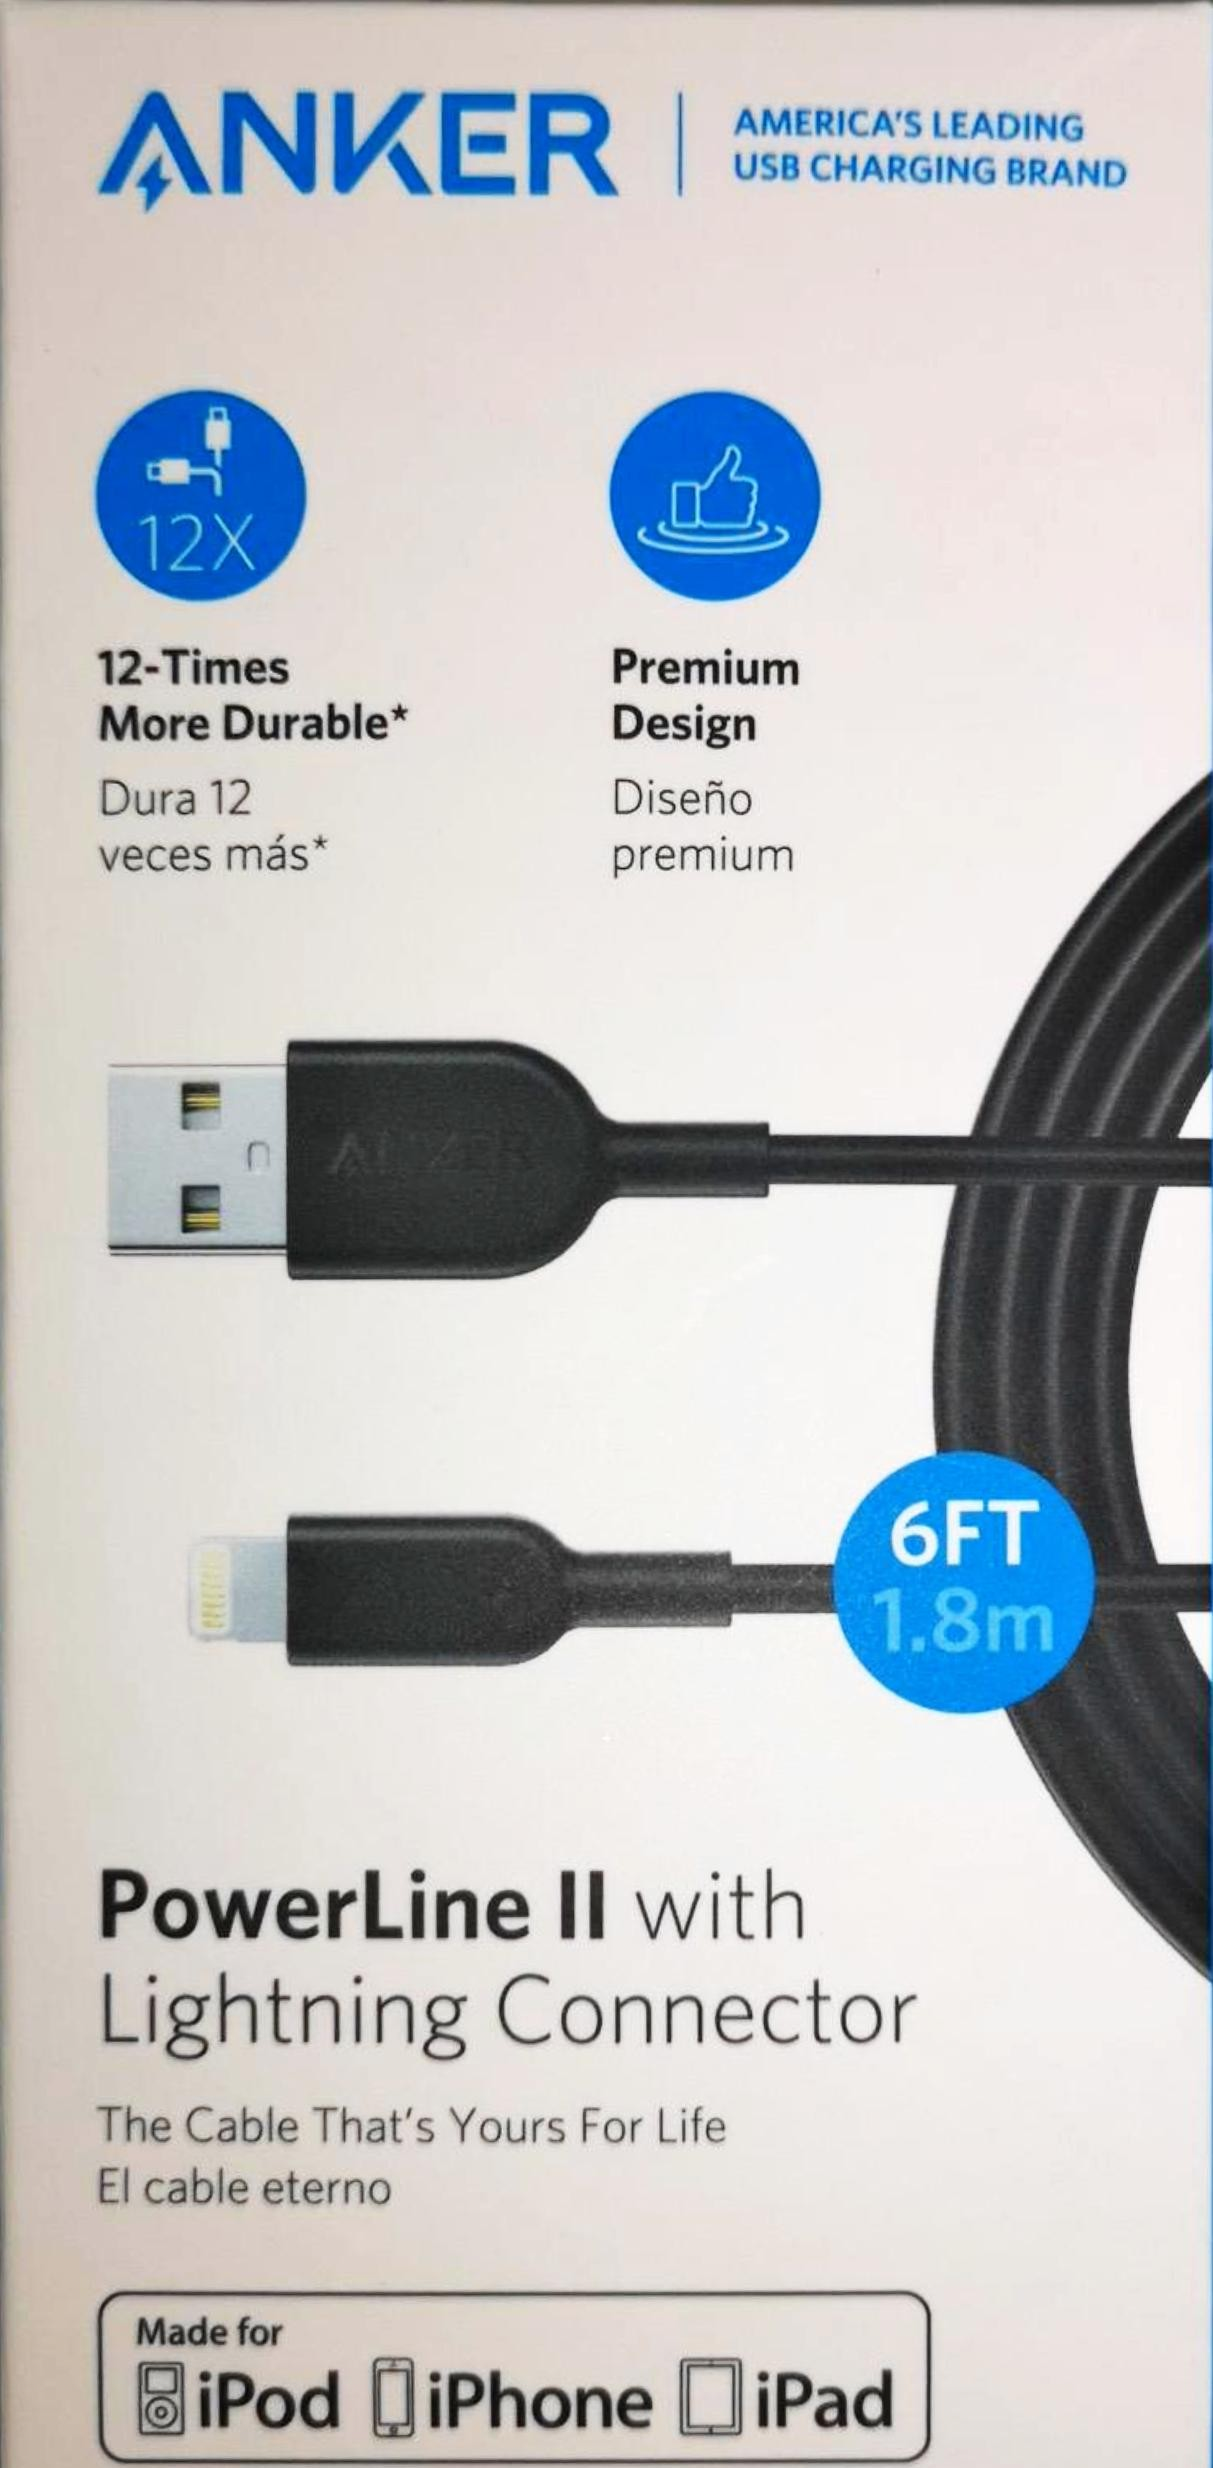 ANKER
AMERICA'S LEADING
USB CHARGING BRAND
12X
12-Times
More Durable*
Dura 12
veces más*
Premium
Design
Diseño
premium
ANKER
6FT
1.8m
PowerLine II with
Lightning Connector
The Cable That's Yours For Life
El cable eterno
Made for
iPod iPhone iPad